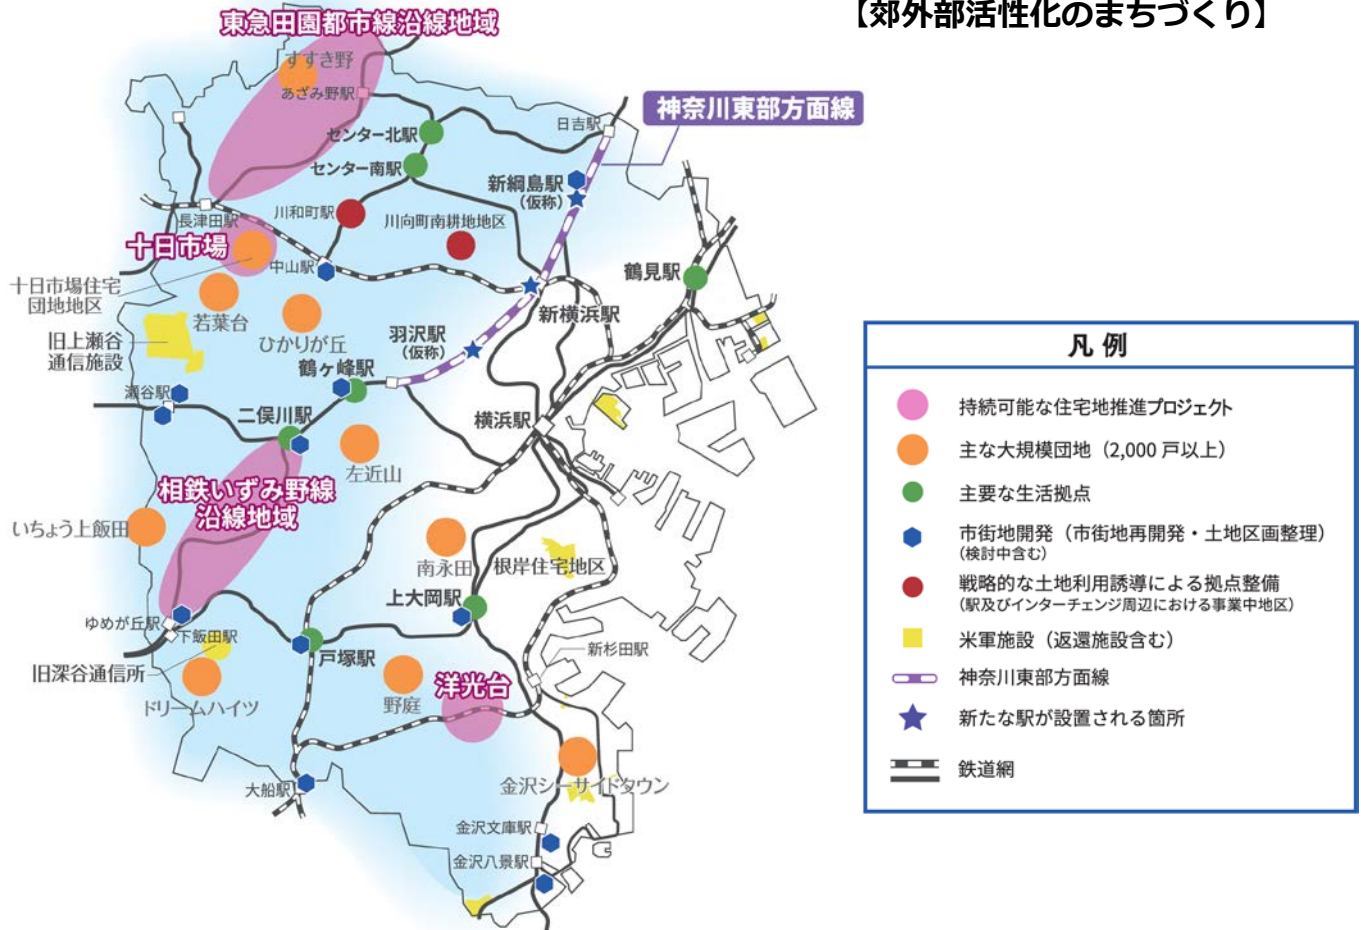 【郊外部活性化のまちづくり】
東急田園都市線沿線地域
すすき野
あざみ野駅
神奈川東部方面線
日吉駅
センター北駅
センター南駅
新綱島駅
（仮称）
長津田駅
川和町駅
川向町南耕地地区
十日市場
中山駅
鶴見駅
十日市場住宅
団地地区
若葉台
ひかりが丘
新横浜駅
羽沢駅
（仮称）
旧上瀬谷
通信施設
鶴ヶ峰駅
瀬谷駅
二俣川駅
横浜駅
左近山
相鉄いずみ野線
沿線地域
いちょう上飯田
南永田
根岸住宅地区
上大岡駅
ゆめが丘駅
下飯田駅
戸塚駅
新杉田駅
旧深谷通信所
ドリームハイツ
野庭
洋光台
大船駅
金沢シーサイドタウン
金沢文庫駅
金沢八景駅
凡例
持続可能な住宅地推進プロジェクト
主な大規模団地（2,000 戸以上）
主要な生活拠点
市街地開発（市街地再開発・土地区画整理）
（検討中含む）
戦略的な土地利用誘導による拠点整備
（駅及びインターチェンジ周辺における事業中地区）
米軍施設（返還施設含む）
神奈川東部方面線
新たな駅が設置される箇所
鉄道網